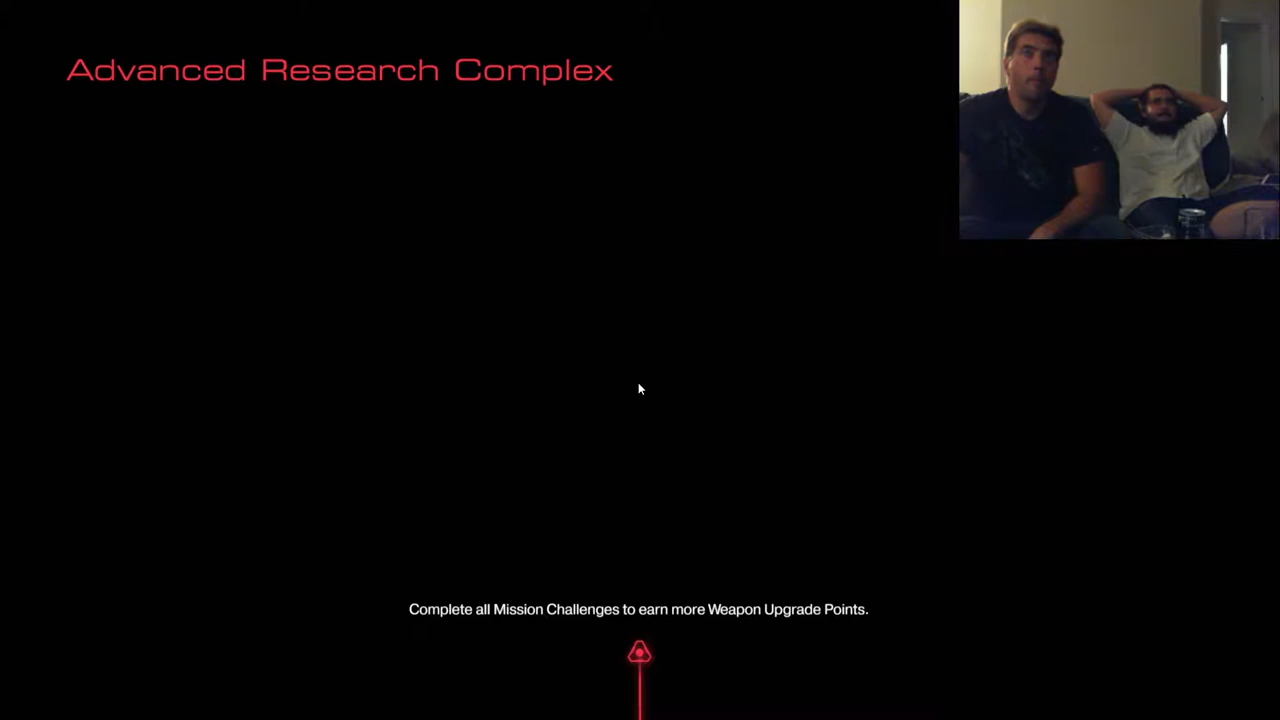 Advanced Research Complex
Complete all Mission Challenges to earn more Weapon Upgrade Points.